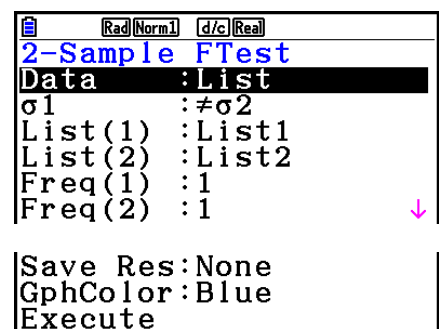 Rad Norm1 d/c Real
2-Sample FTest
Data :List
σ1 :≠σ2
List(1) :List1
List(2) :List2
Freq(1) :1
Freq(2) :1 ↓
Save Res:None
GphColor:Blue
Execute